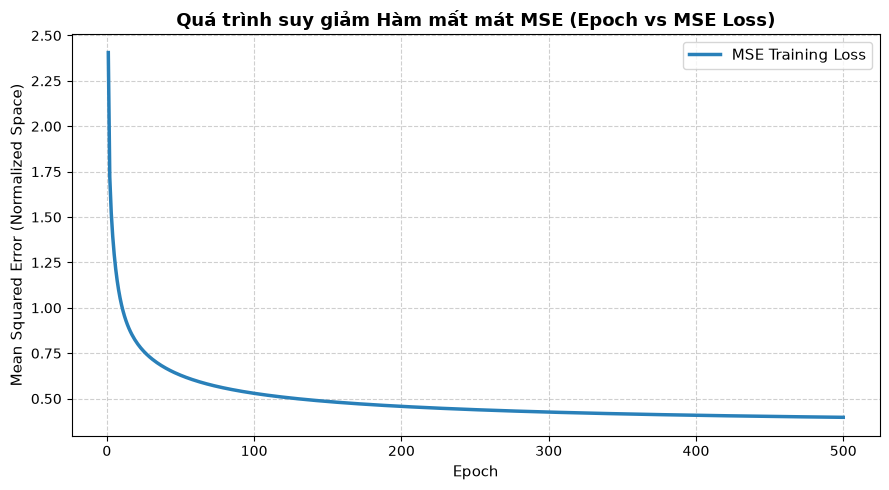 Quá trình suy giảm Hàm mất mát MSE (Epoch vs MSE Loss)
MSE Training Loss
Mean Squared Error (Normalized Space)
2.50
2.25
2.00
1.75
1.50
1.25
1.00
0.75
0.50
0 100 200 300 400 500
Epoch